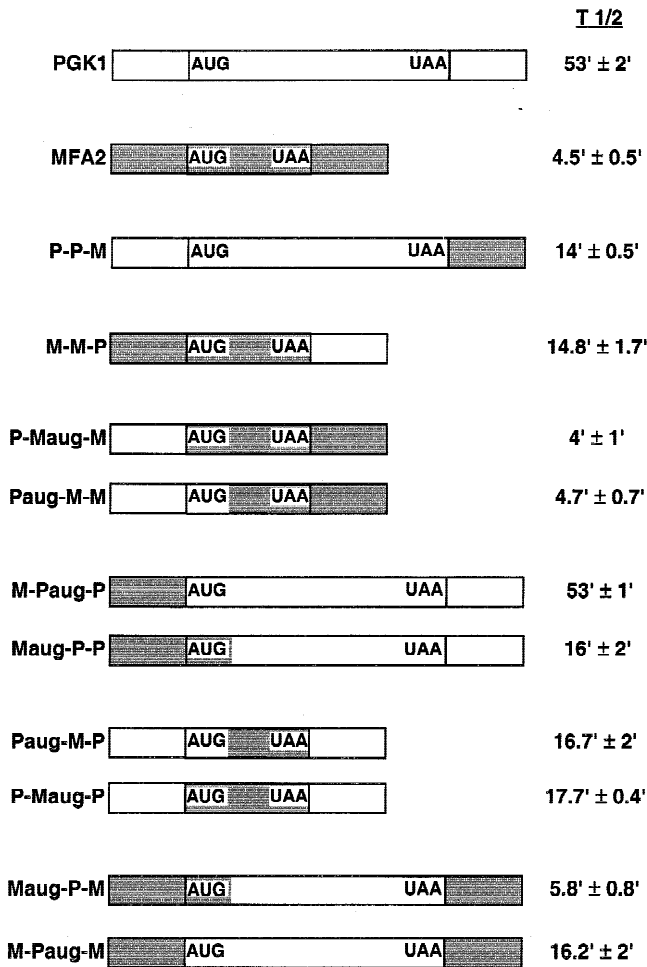 T 1/2
PGK1 AUG UAA 53' ± 2'
MFA2 AUG UAA 4.5' ± 0.5'
P-P-M AUG UAA 14' ± 0.5'
M-M-P AUG UAA 14.8' ± 1.7'
P-Maug-M AUG UAA 4' ± 1'
Paug-M-M AUG UAA 4.7' ± 0.7'
M-Paug-P AUG UAA 53' ± 1'
Maug-P-P AUG UAA 16' ± 2'
Paug-M-P AUG UAA 16.7' ± 2'
P-Maug-P AUG UAA 17.7' ± 0.4'
Maug-P-M AUG UAA 5.8' ± 0.8'
M-Paug-M AUG UAA 16.2' ± 2'